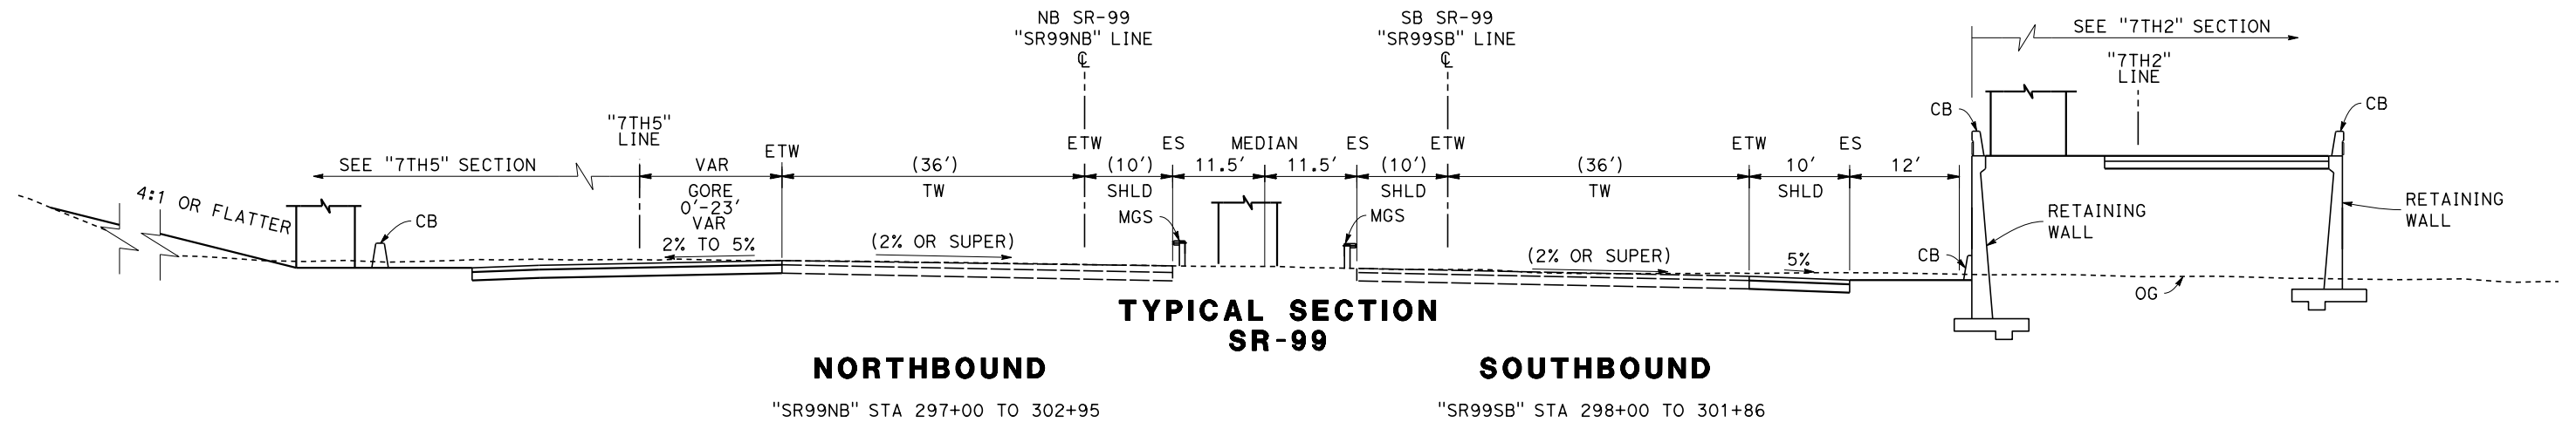 NB SR-99
"SR99NB" LINE
℄
SB SR-99
"SR99SB" LINE
℄
SEE "7TH2" SECTION
"7TH2"
LINE
CB
CB
"7TH5"
LINE
ETW
ETW
ES
MEDIAN
ES
ETW
ETW
ES
SEE "7TH5" SECTION
VAR
(36')
(10')
11.5'
11.5'
(10')
(36')
10'
12'
GORE
0'-23'
VAR
2% TO 5%
TW
SHLD
SHLD
TW
SHLD
4:1 OR FLATTER
CB
MGS
MGS
(2% OR SUPER)
(2% OR SUPER)
5%
CB
RETAINING
WALL
RETAINING
WALL
OG
TYPICAL SECTION
SR-99
NORTHBOUND
SOUTHBOUND
"SR99NB" STA 297+00 TO 302+95
"SR99SB" STA 298+00 TO 301+86